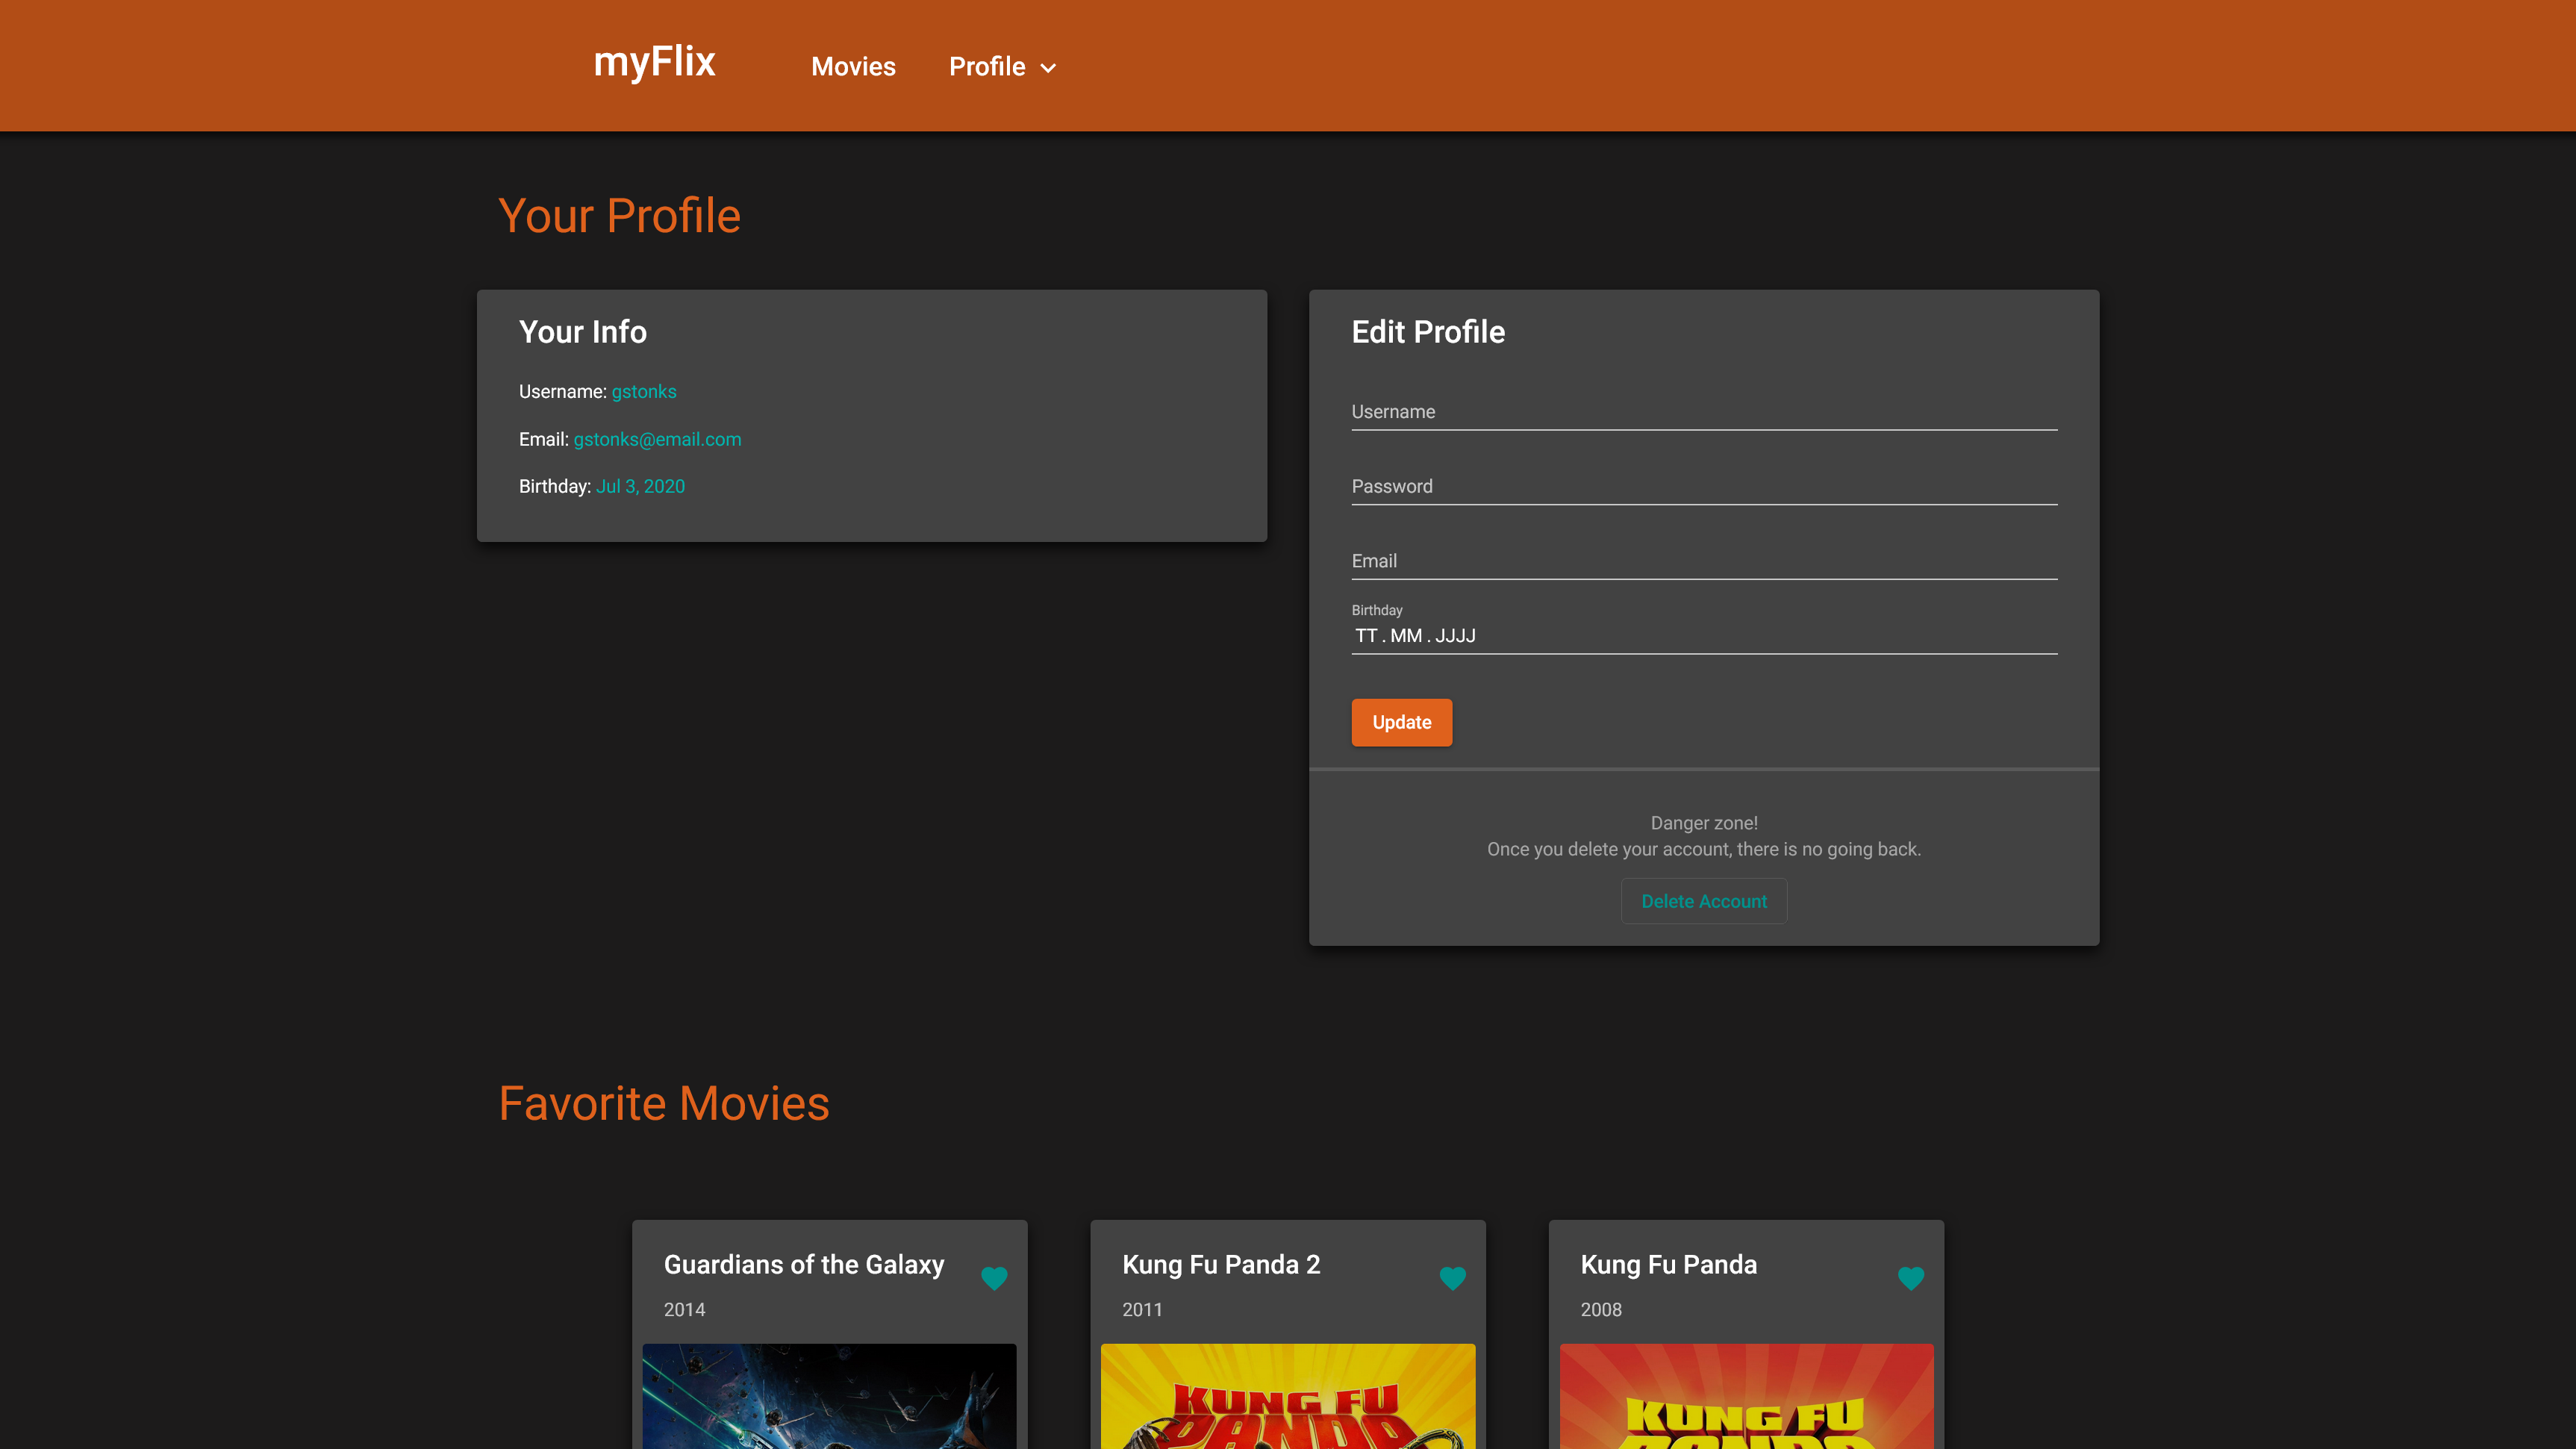 myFlix
Movies
Profile
Your Profile
Your Info
Username: gstonks
Email: gstonks@email.com
Birthday: Jul 3, 2020
Edit Profile
Username
Password
Email
Birthday
TT . MM . JJJJ
Update
Danger zone!
Once you delete your account, there is no going back.
Delete Account
Favorite Movies
Guardians of the Galaxy
2014
Kung Fu Panda 2
2011
Kung Fu Panda
2008
KUNG FU
PANDA
KUNG FU
PANDA